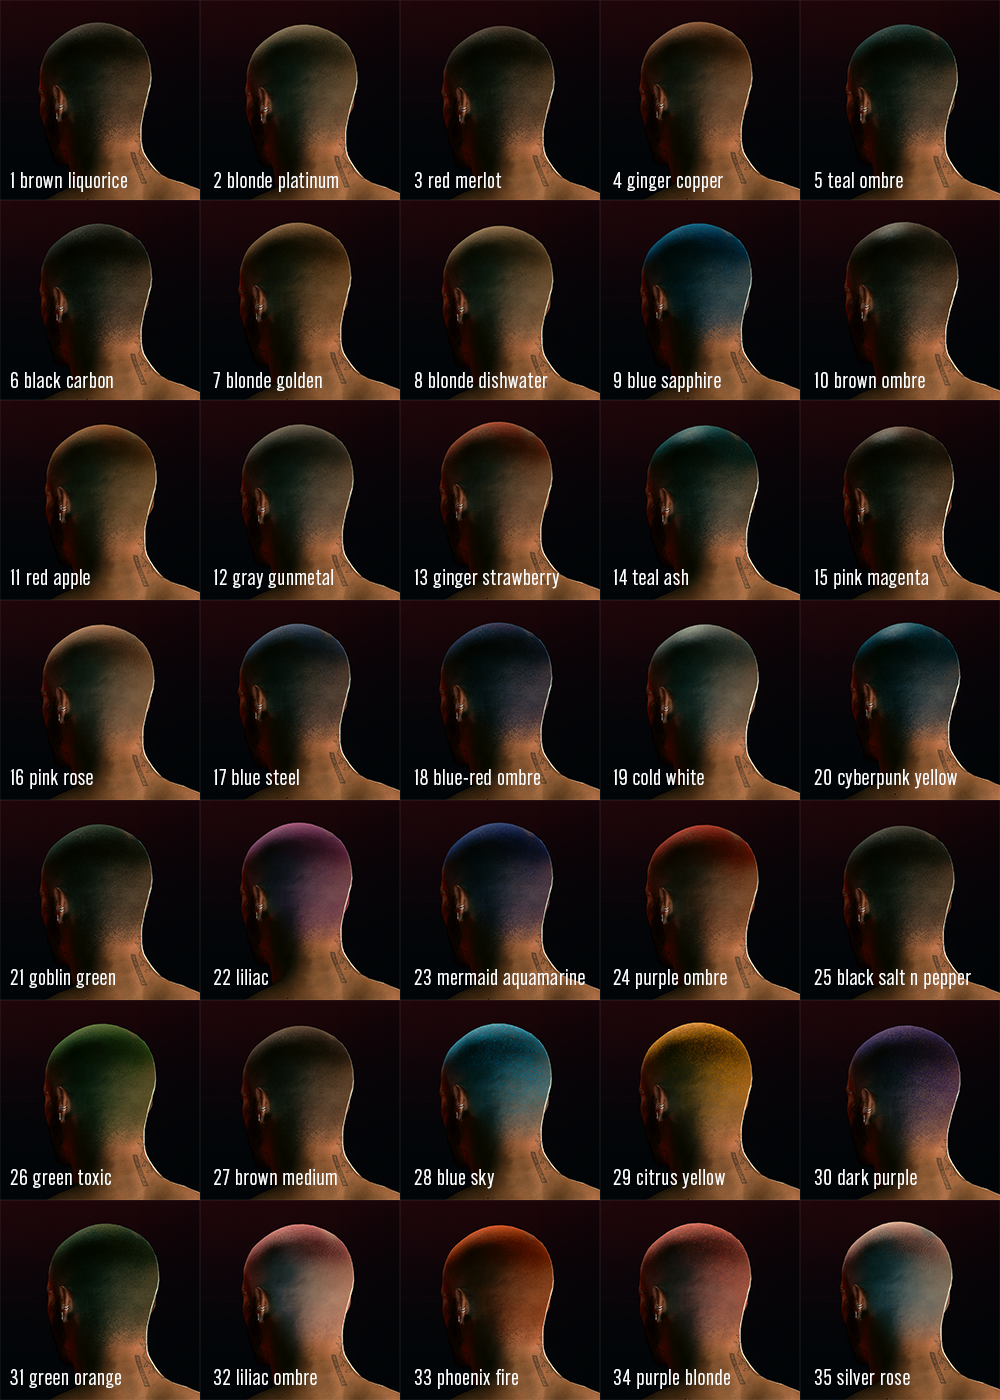 1 brown liquorice
2 blonde platinum
3 red merlot
4 ginger copper
5 teal ombre
6 black carbon
7 blonde golden
8 blonde dishwater
9 blue sapphire
10 brown ombre
11 red apple
12 gray gunmetal
13 ginger strawberry
14 teal ash
15 pink magenta
16 pink rose
17 blue steel
18 blue-red ombre
19 cold white
20 cyberpunk yellow
21 goblin green
22 liliac
23 mermaid aquamarine
24 purple ombre
25 black salt n pepper
26 green toxic
27 brown medium
28 blue sky
29 citrus yellow
30 dark purple
31 green orange
32 liliac ombre
33 phoenix fire
34 purple blonde
35 silver rose